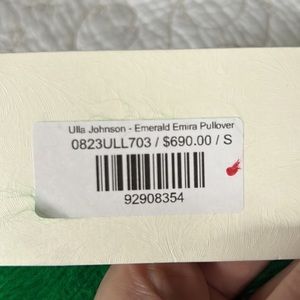 Ulla Johnson - Emerald Emira Pullover
0823ULL703 / $690.00 / S
92908354